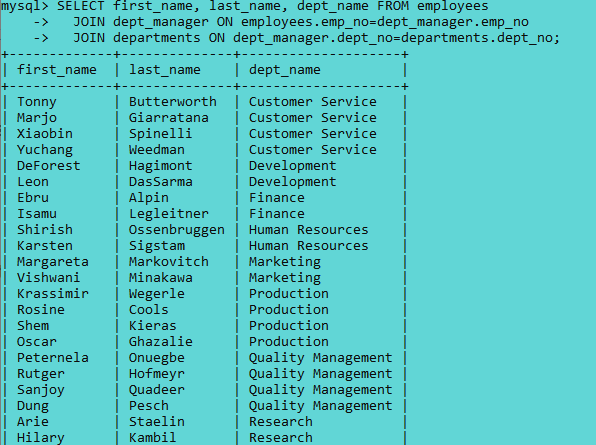 mysql> SELECT first_name, last_name, dept_name FROM employees
    ->   JOIN dept_manager ON employees.emp_no=dept_manager.emp_no
    ->   JOIN departments ON dept_manager.dept_no=departments.dept_no;
+-------------+--------------+--------------------+
| first_name  | last_name    | dept_name          |
+-------------+--------------+--------------------+
| Tonny       | Butterworth  | Customer Service   |
| Marjo       | Giarratana   | Customer Service   |
| Xiaobin     | Spinelli     | Customer Service   |
| Yuchang     | Weedman      | Customer Service   |
| DeForest    | Hagimont     | Development        |
| Leon        | DasSarma     | Development        |
| Ebru        | Alpin        | Finance            |
| Isamu       | Legleitner   | Finance            |
| Shirish     | Ossenbruggen | Human Resources    |
| Karsten     | Sigstam      | Human Resources    |
| Margareta   | Markovitch   | Marketing          |
| Vishwani    | Minakawa     | Marketing          |
| Krassimir   | Wegerle      | Production         |
| Rosine      | Cools        | Production         |
| Shem        | Kieras       | Production         |
| Oscar       | Ghazalie     | Production         |
| Peternela   | Onuegbe      | Quality Management |
| Rutger      | Hofmeyr      | Quality Management |
| Sanjoy      | Quadeer      | Quality Management |
| Dung        | Pesch        | Quality Management |
| Arie        | Staelin      | Research           |
| Hilary      | Kambil       | Research           |